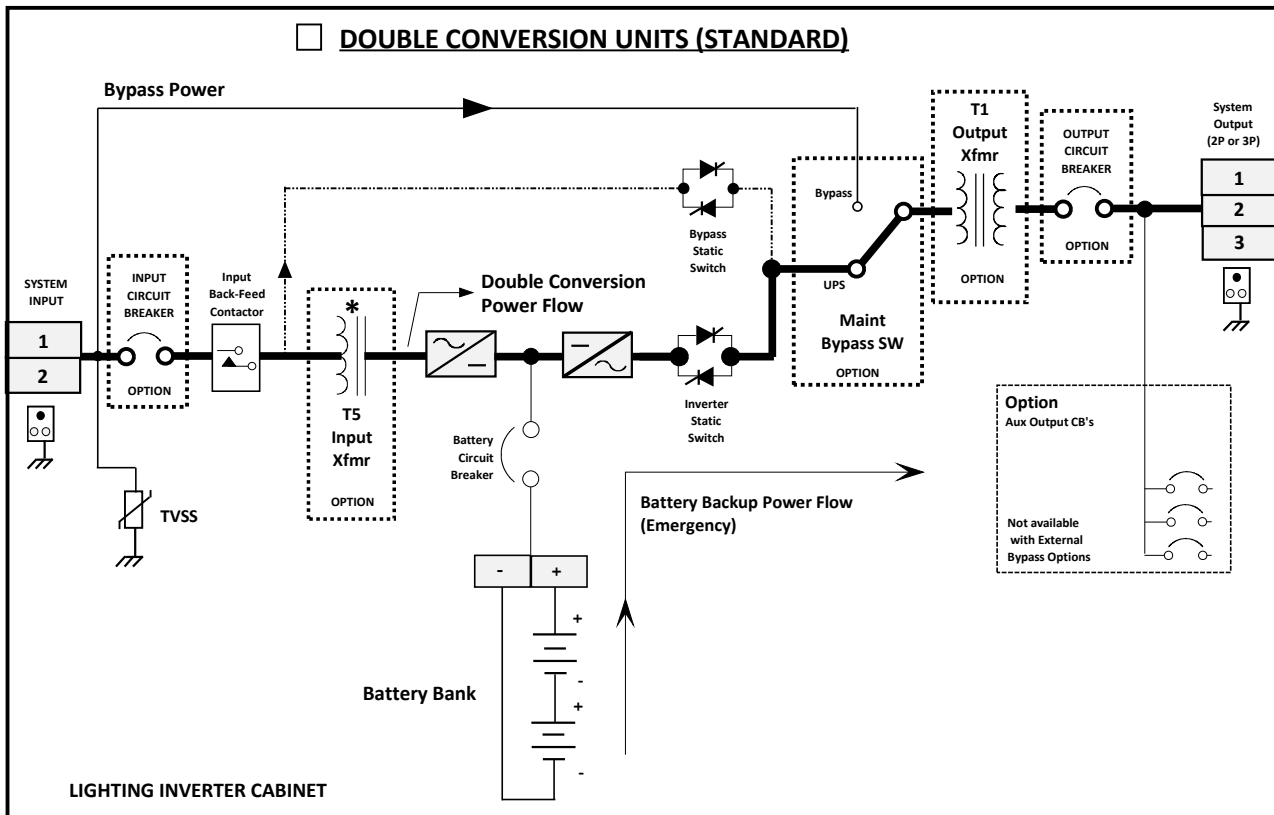 DOUBLE CONVERSION UNITS (STANDARD)
Bypass Power
T1
Output
Xfmr
OPTION
OUTPUT
CIRCUIT
BREAKER
OPTION
System
Output
(2P or 3P)
1
2
3
Bypass
UPS
Maint
Bypass SW
OPTION
Bypass
Static
Switch
SYSTEM
INPUT
1
2
INPUT
CIRCUIT
BREAKER
OPTION
Input
Back-Feed
Contactor
*
T5
Input
Xfmr
OPTION
Double Conversion
Power Flow
Inverter
Static
Switch
Battery
Circuit
Breaker
TVSS
Battery Backup Power Flow
(Emergency)
Option
Aux Output CB's
Not available
with External
Bypass Options
- +
+
-
+
-
Battery Bank
LIGHTING INVERTER CABINET